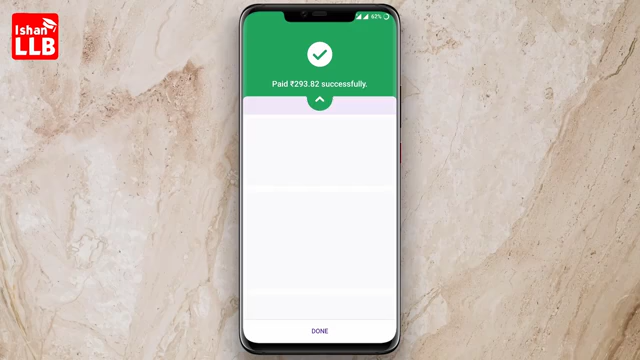 Ishan
LLB
62%
Paid ₹293.82 successfully.
DONE